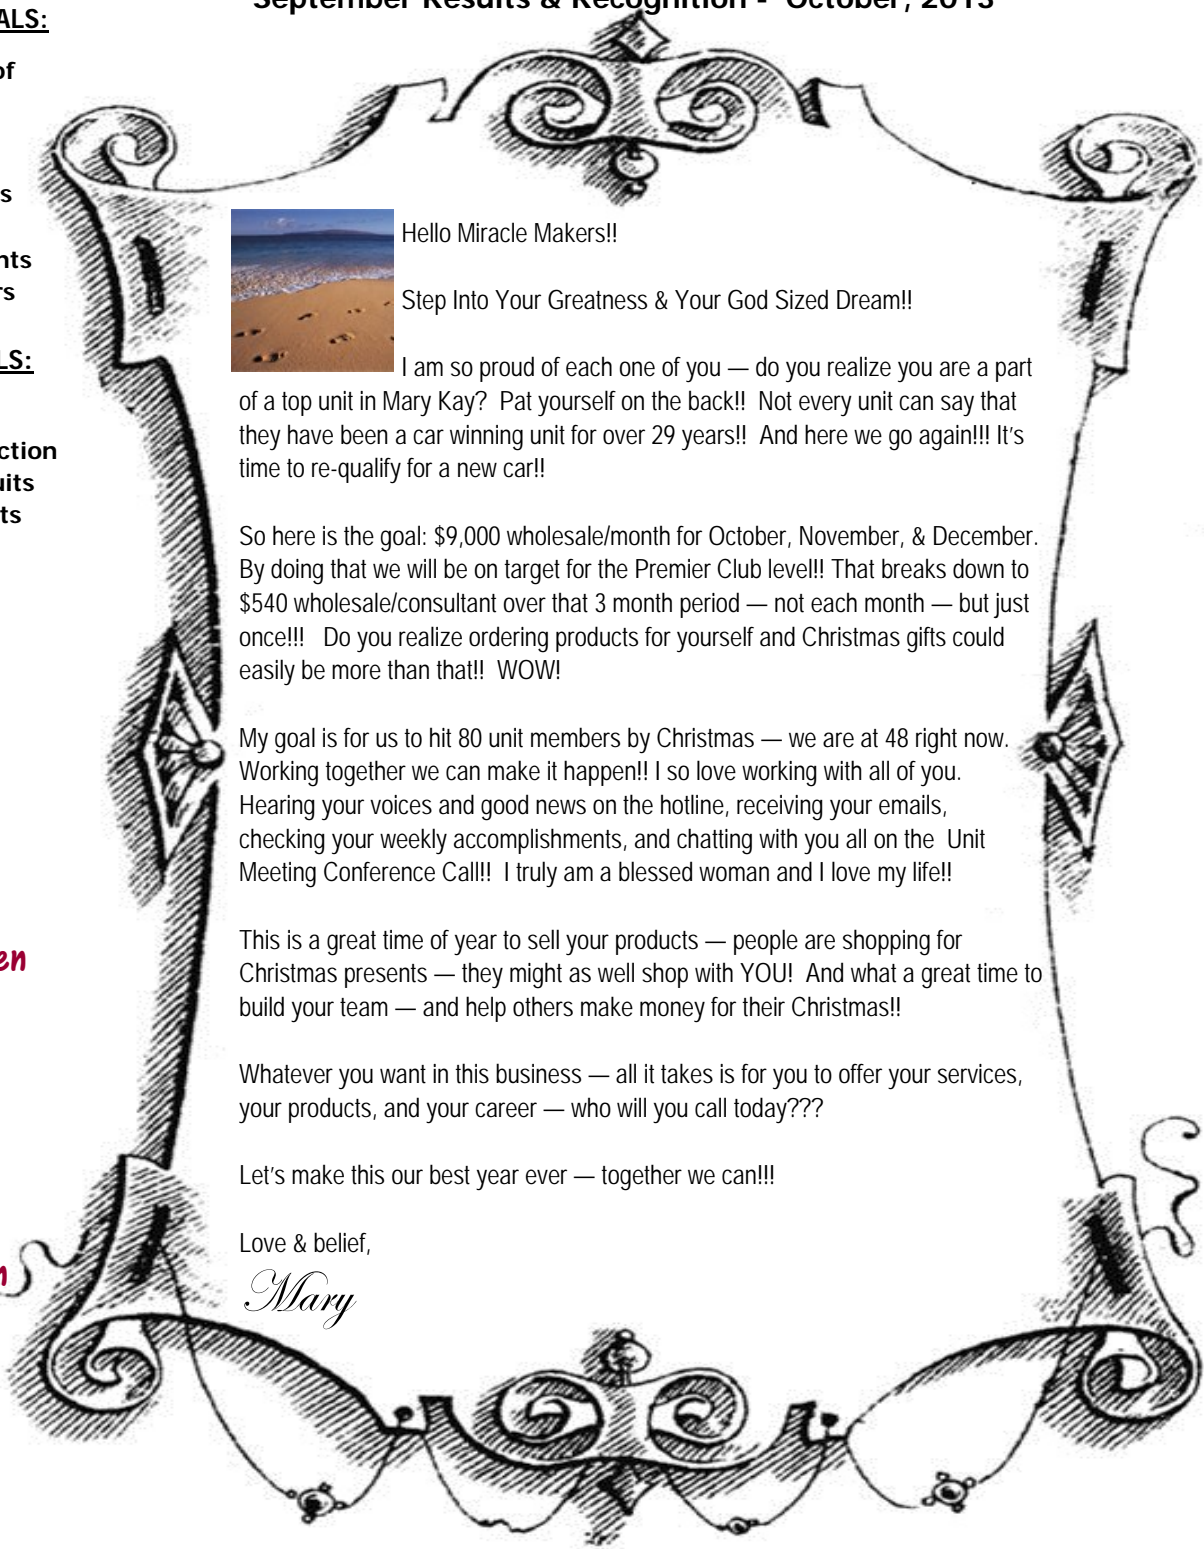 September Results & Recognition - October, 2013
ALS:
of
s
nts
rs
LS:
ction
uits
ts
en
n
Hello Miracle Makers!!
Step Into Your Greatness & Your God Sized Dream!!
I am so proud of each one of you — do you realize you are a part
of a top unit in Mary Kay? Pat yourself on the back!! Not every unit can say that
they have been a car winning unit for over 29 years!! And here we go again!!! It's
time to re-qualify for a new car!!
So here is the goal: $9,000 wholesale/month for October, November, & December.
By doing that we will be on target for the Premier Club level!! That breaks down to
$540 wholesale/consultant over that 3 month period — not each month — but just
once!!! Do you realize ordering products for yourself and Christmas gifts could
easily be more than that!! WOW!
My goal is for us to hit 80 unit members by Christmas — we are at 48 right now.
Working together we can make it happen!! I so love working with all of you.
Hearing your voices and good news on the hotline, receiving your emails,
checking your weekly accomplishments, and chatting with you all on the Unit
Meeting Conference Call!! I truly am a blessed woman and I love my life!!
This is a great time of year to sell your products — people are shopping for
Christmas presents — they might as well shop with YOU! And what a great time to
build your team — and help others make money for their Christmas!!
Whatever you want in this business — all it takes is for you to offer your services,
your products, and your career — who will you call today???
Let's make this our best year ever — together we can!!!
Love & belief,
Mary